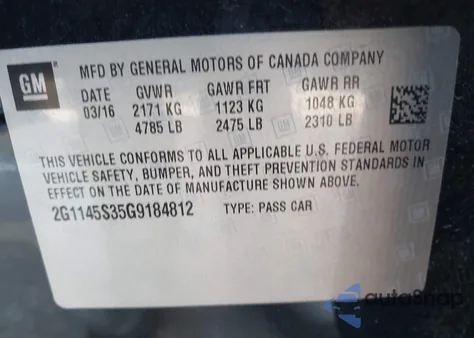 GM
MFD BY GENERAL MOTORS OF CANADA COMPANY
DATE GVWR GAWR FRT GAWR RR
03/16 2171 KG 1123 KG 1048 KG
4785 LB 2475 LB 2310 LB
THIS VEHICLE CONFORMS TO ALL APPLICABLE U.S. FEDERAL MOTOR
VEHICLE SAFETY, BUMPER, AND THEFT PREVENTION STANDARDS IN
EFFECT ON THE DATE OF MANUFACTURE SHOWN ABOVE.
2G1145S35G9184812 TYPE: PASS CAR
autoSnap